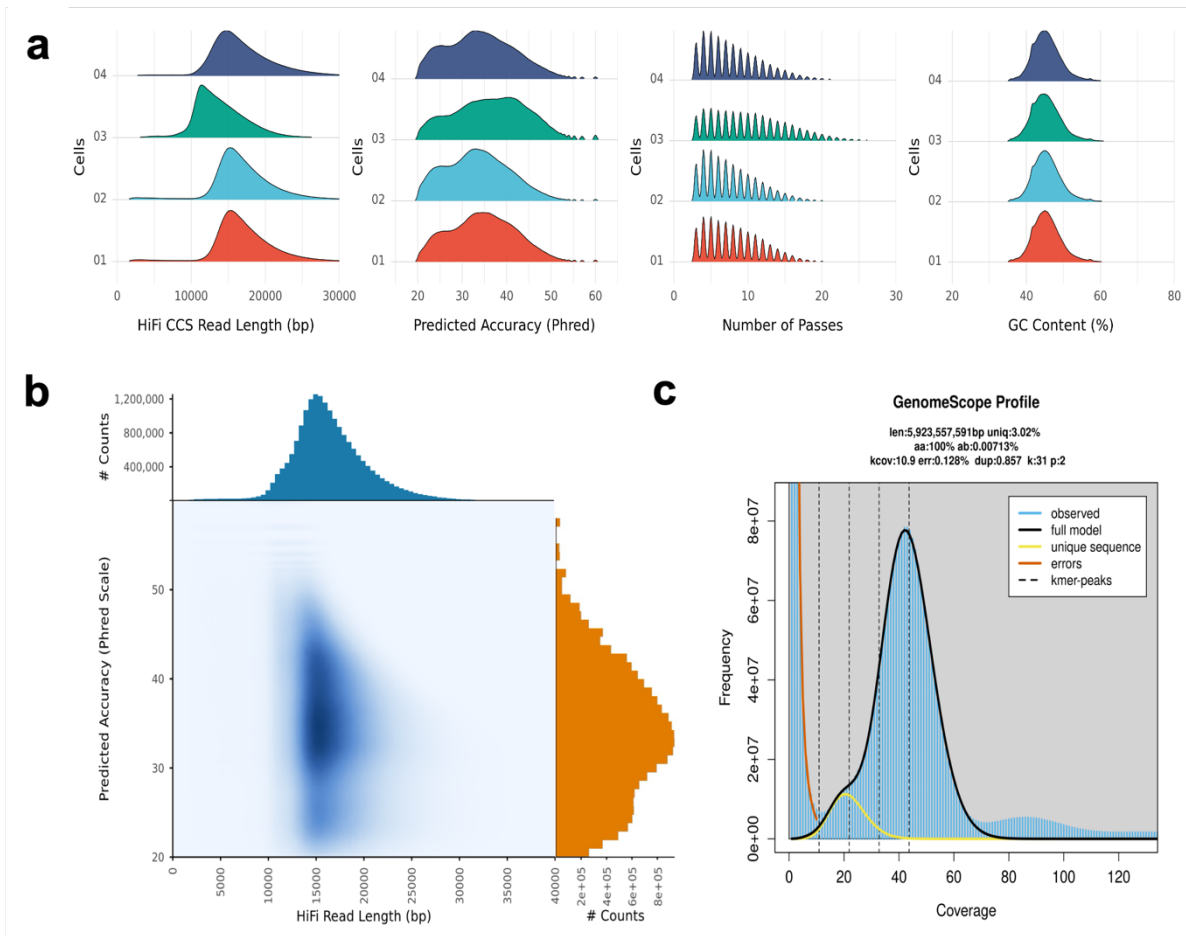 a
04
03
02
01
Cells
0 10000 20000 30000
HiFi CCS Read Length (bp)
04
03
02
01
Cells
20 30 40 50 60
Predicted Accuracy (Phred)
04
03
02
01
Cells
0 10 20 30
Number of Passes
04
03
02
01
Cells
20 40 60 80
GC Content (%)
b
# Counts
1,200,000
800,000
400,000
Predicted Accuracy (Phred Scale)
50
40
30
20
0 5000 10000 15000 20000 25000 30000 35000 40000
HiFi Read Length (bp)
2e+05 4e+05 6e+05 8e+05
# Counts
c
GenomeScope Profile
len:5,923,557,591bp uniq:3.02%
aa:100% ab:0.00713%
kcov:10.9 err:0.128% dup:0.857 k:31 p:2
observed
full model
unique sequence
errors
kmer-peaks
Frequency
8e+07
6e+07
4e+07
2e+07
0e+00
0 20 40 60 80 100 120
Coverage